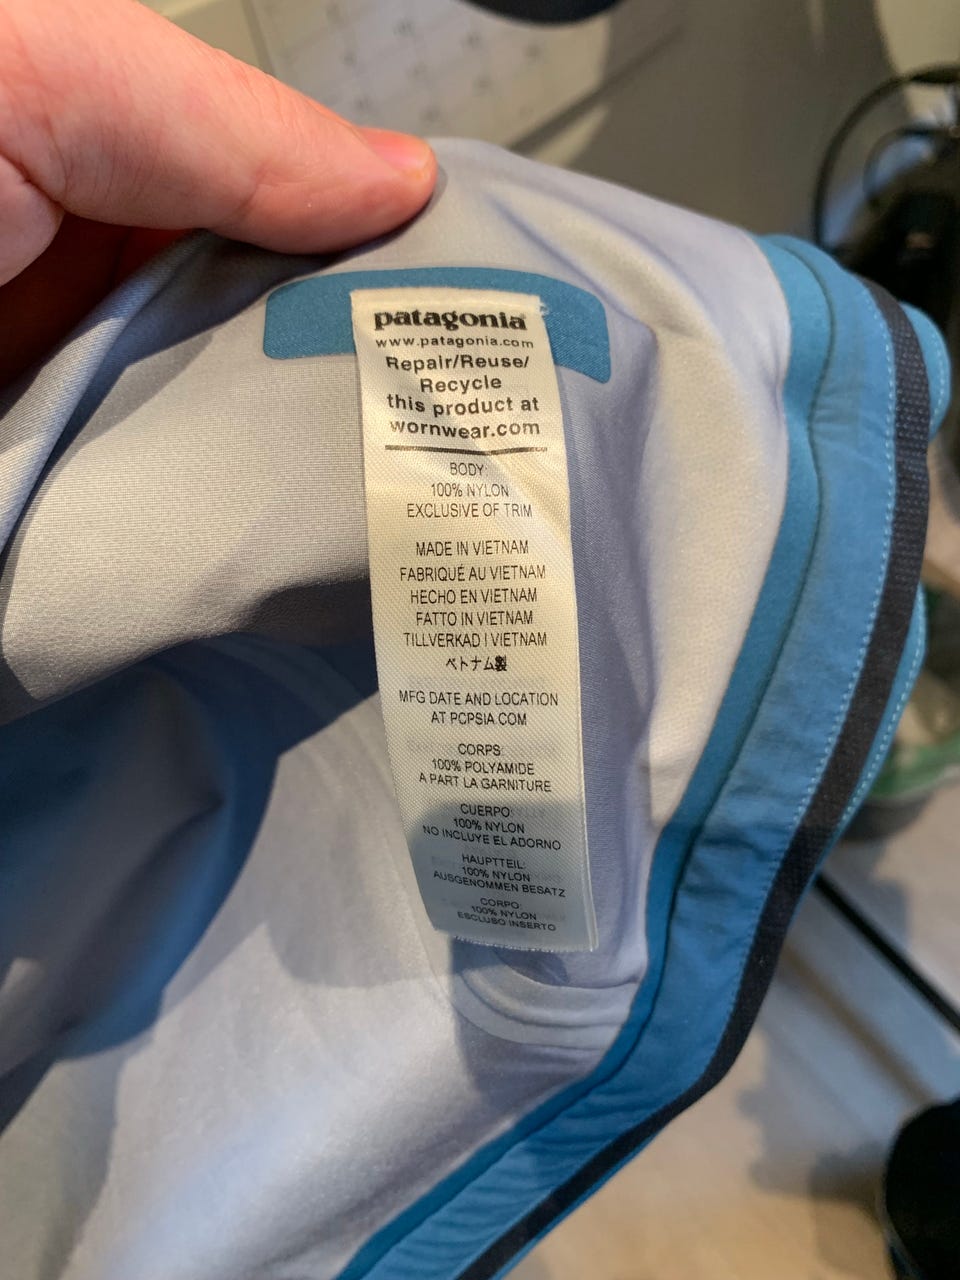 patagonia®
www.patagonia.com
Repair/Reuse/
Recycle
this product at
wornwear.com
BODY:
100% NYLON
EXCLUSIVE OF TRIM
MADE IN VIETNAM
FABRIQUÉ AU VIETNAM
HECHO EN VIETNAM
FATTO IN VIETNAM
TILLVERKAD I VIETNAM
ベトナム製
MFG DATE AND LOCATION
AT PCPSIA.COM
CORPS:
100% POLYAMIDE
A PART LA GARNITURE
CUERPO:
100% NYLON
NO INCLUYE EL ADORNO
HAUPTTEIL:
100% NYLON
AUSGENOMMEN BESATZ
CORPO:
100% NYLON
ESCLUSO INSERTO